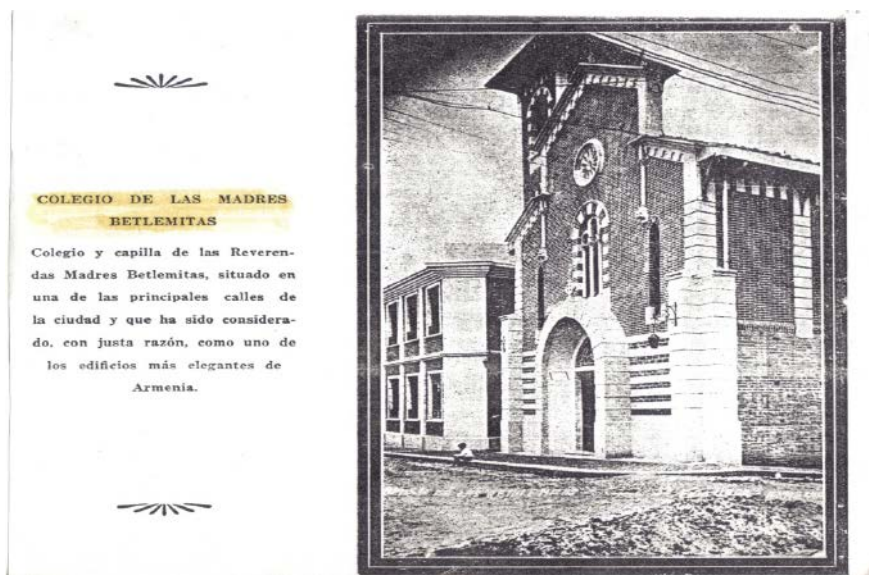 COLEGIO DE LAS MADRES
BETLEMITAS
Colegio y capilla de las Reveren-
das Madres Betlemitas, situado en
una de las principales calles de
la ciudad y que ha sido considera-
do, con justa razón, como uno de
los edificios más elegantes de
Armenia.